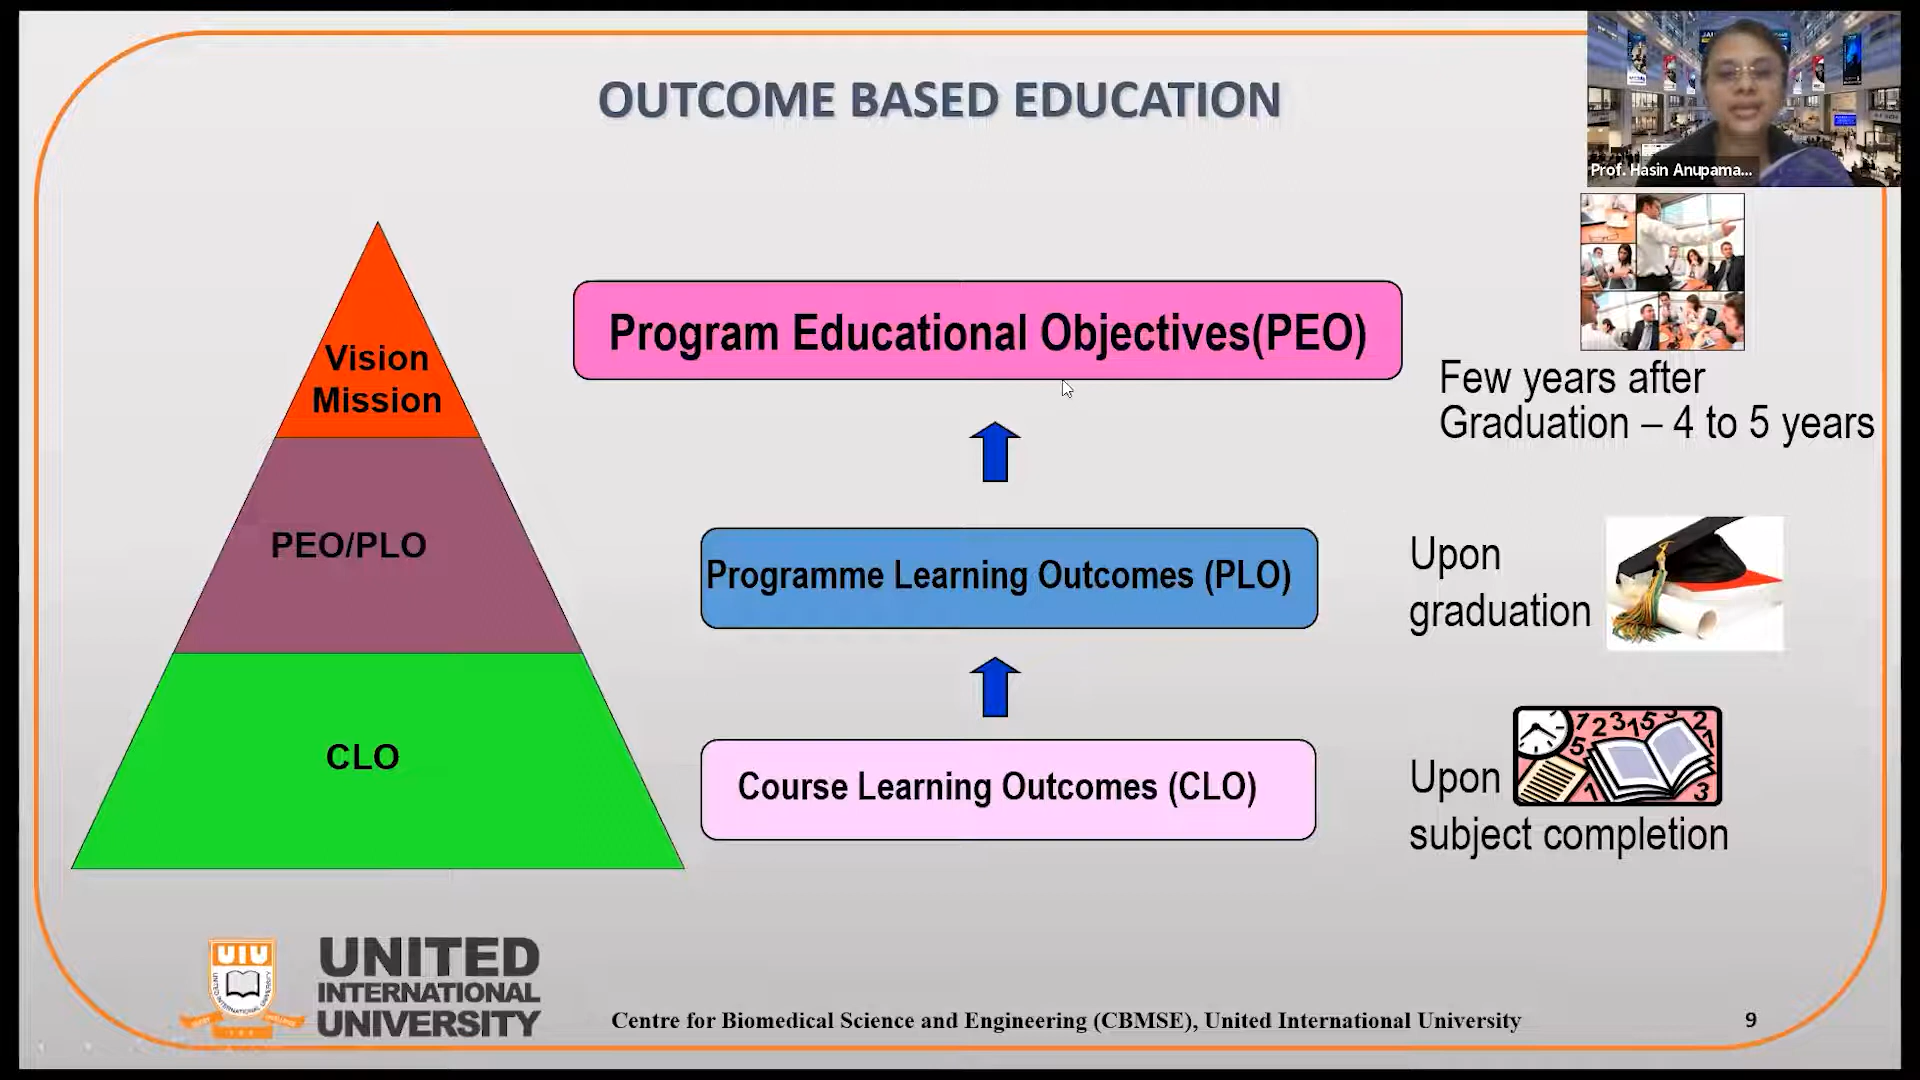 OUTCOME BASED EDUCATION
Prof. Hasin Anupama...
Vision
Mission
PEO/PLO
CLO
Program Educational Objectives(PEO)
Few years after
Graduation – 4 to 5 years
Programme Learning Outcomes (PLO)
Upon
graduation
Course Learning Outcomes (CLO)
Upon
subject completion
UIU
UNITED
INTERNATIONAL
UNIVERSITY
Centre for Biomedical Science and Engineering (CBMSE), United International University
9